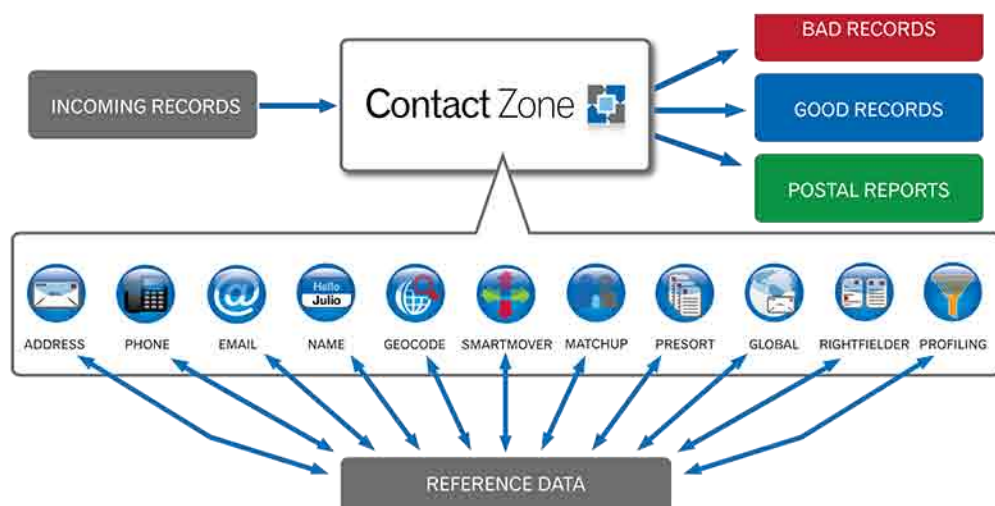 BAD RECORDS
INCOMING RECORDS
Contact Zone
GOOD RECORDS
POSTAL REPORTS
@
Hello
Julio
ADDRESS
PHONE
EMAIL
NAME
GEOCODE
SMARTMOVER
MATCHUP
PRESORT
GLOBAL
RIGHTFIELDER
PROFILING
REFERENCE DATA